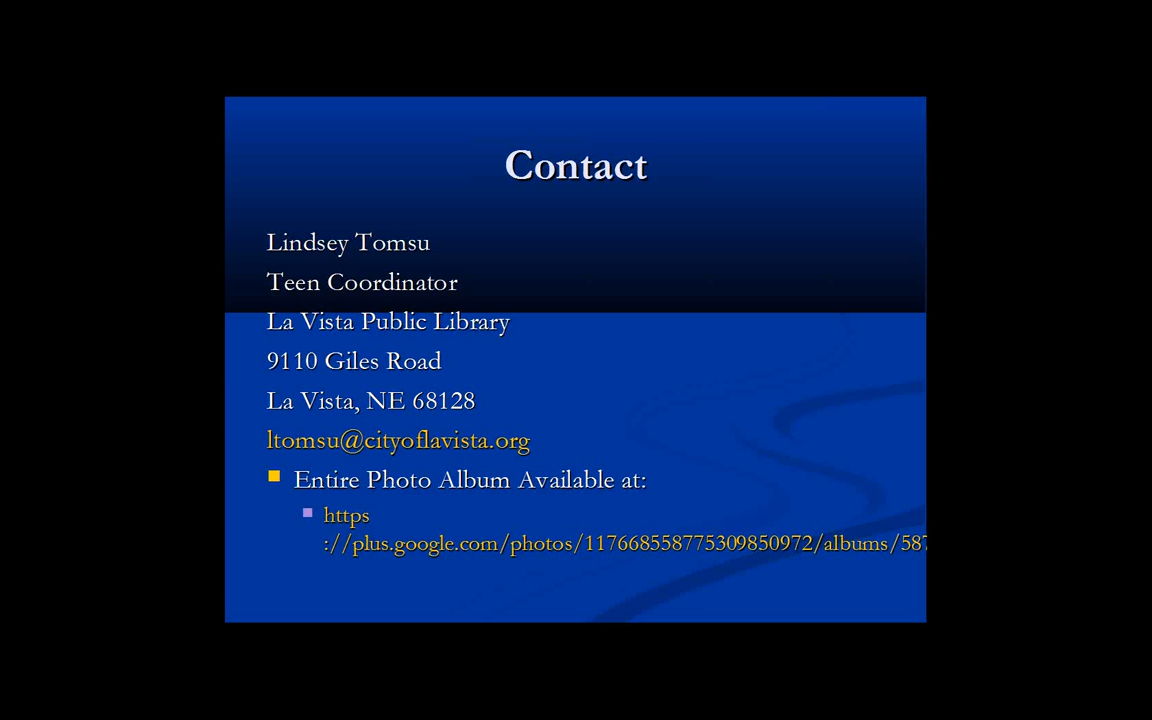 Contact
Lindsey Tomsu
Teen Coordinator
La Vista Public Library
9110 Giles Road
La Vista, NE 68128
ltomsu@cityoflavista.org
Entire Photo Album Available at:
https
://plus.google.com/photos/117668558775309850972/albums/587